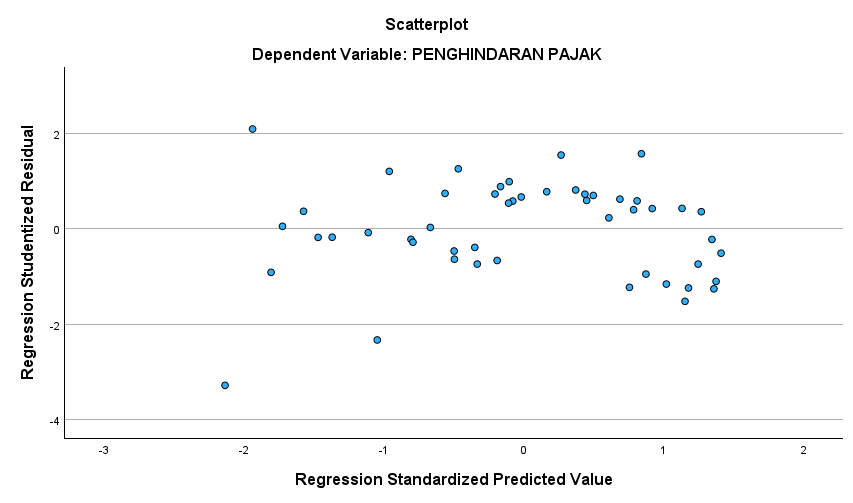 Scatterplot
Dependent Variable: PENGHINDARAN PAJAK
Regression Studentized Residual
2
0
-2
-4
-3
-2
-1
0
1
2
Regression Standardized Predicted Value